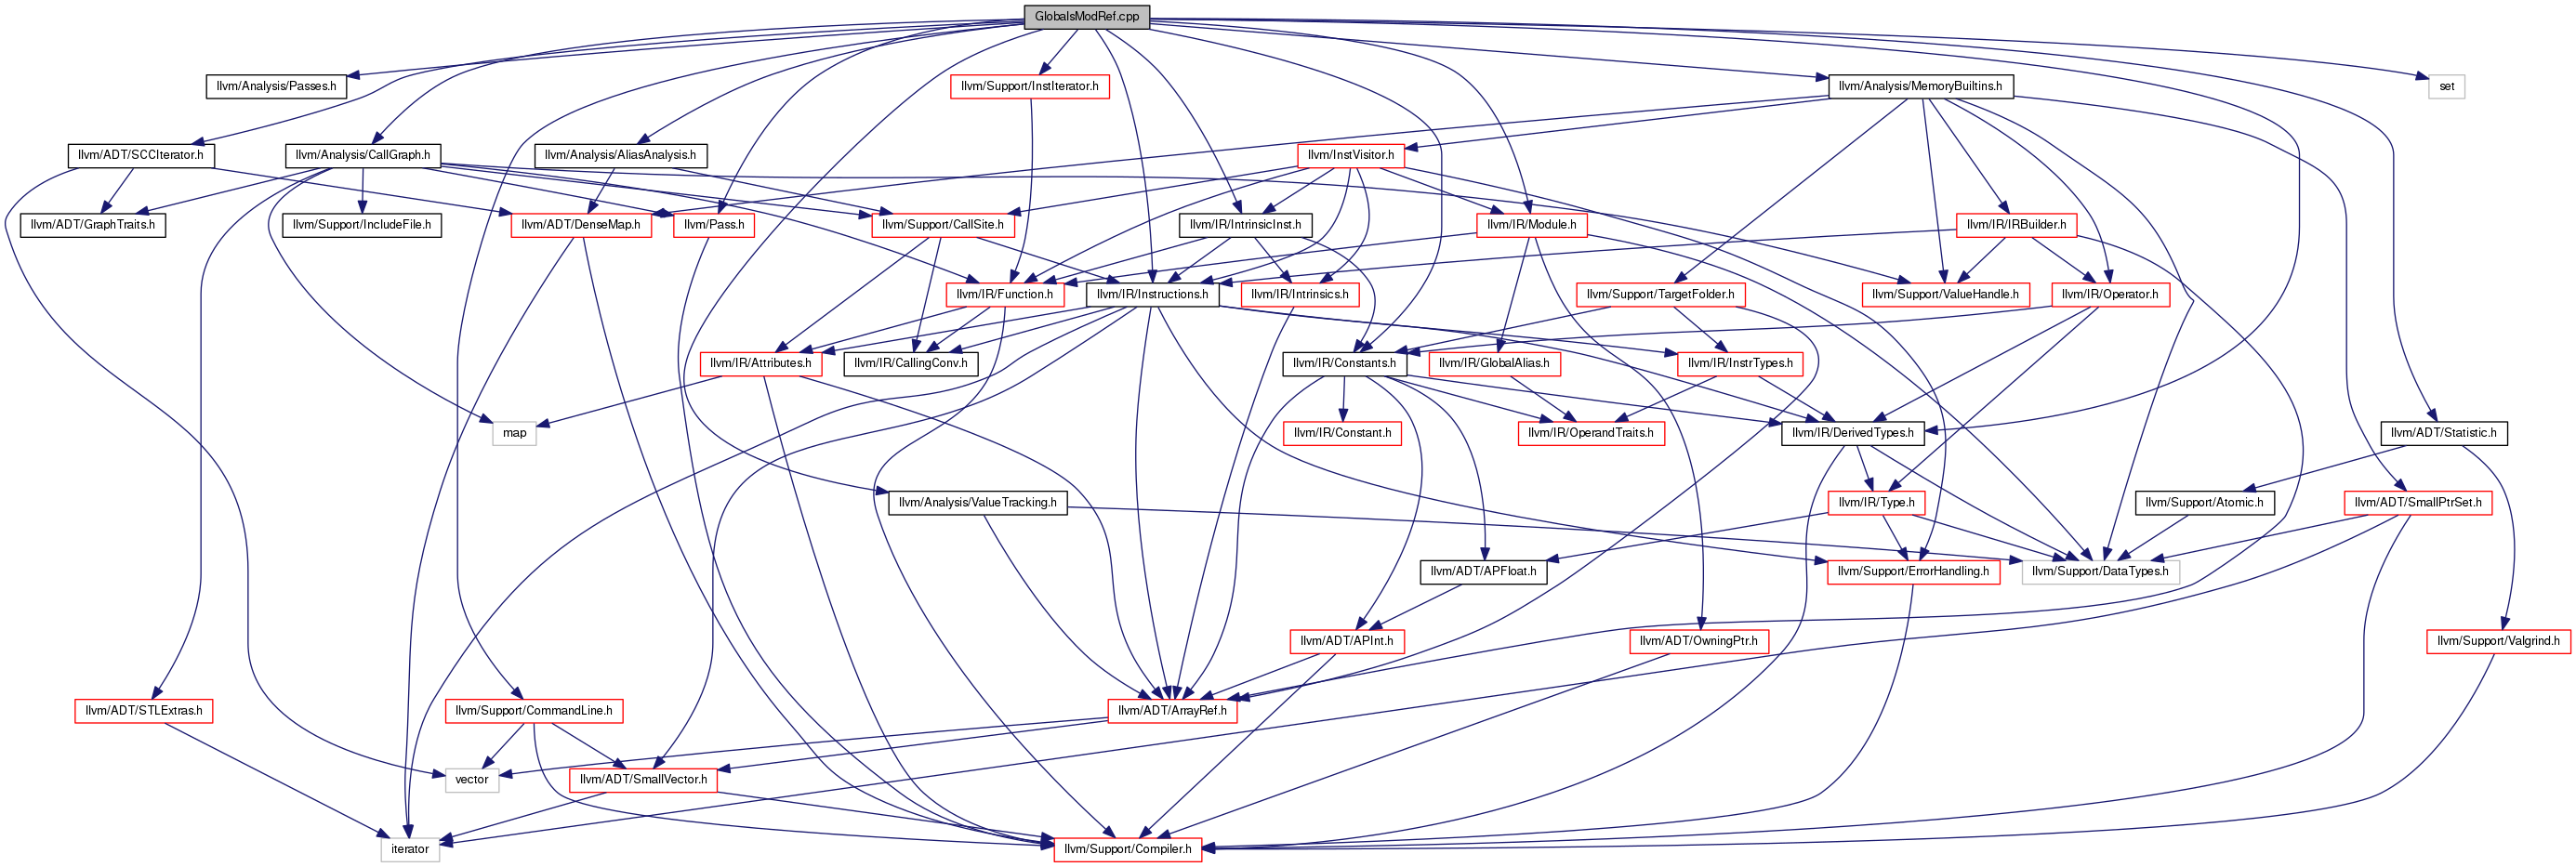 GlobalsModRef.cpp
llvm/Analysis/Passes.h
llvm/Support/InstIterator.h
llvm/Analysis/MemoryBuiltins.h
set
llvm/ADT/SCCIterator.h
llvm/Analysis/CallGraph.h
llvm/Analysis/AliasAnalysis.h
llvm/InstVisitor.h
llvm/ADT/GraphTraits.h
llvm/Support/IncludeFile.h
llvm/ADT/DenseMap.h
llvm/Pass.h
llvm/Support/CallSite.h
llvm/IR/IntrinsicInst.h
llvm/IR/Module.h
llvm/IR/IRBuilder.h
llvm/IR/Function.h
llvm/IR/Instructions.h
llvm/IR/Intrinsics.h
llvm/Support/TargetFolder.h
llvm/Support/ValueHandle.h
llvm/IR/Operator.h
llvm/IR/Attributes.h
llvm/IR/CallingConv.h
llvm/IR/Constants.h
llvm/IR/GlobalAlias.h
llvm/IR/InstrTypes.h
map
llvm/IR/Constant.h
llvm/IR/OperandTraits.h
llvm/IR/DerivedTypes.h
llvm/ADT/Statistic.h
llvm/Analysis/ValueTracking.h
llvm/IR/Type.h
llvm/Support/Atomic.h
llvm/ADT/SmallPtrSet.h
llvm/ADT/APFloat.h
llvm/Support/ErrorHandling.h
llvm/Support/DataTypes.h
llvm/ADT/APInt.h
llvm/ADT/OwningPtr.h
llvm/Support/Valgrind.h
llvm/ADT/STLExtras.h
llvm/Support/CommandLine.h
llvm/ADT/ArrayRef.h
vector
llvm/ADT/SmallVector.h
iterator
llvm/Support/Compiler.h